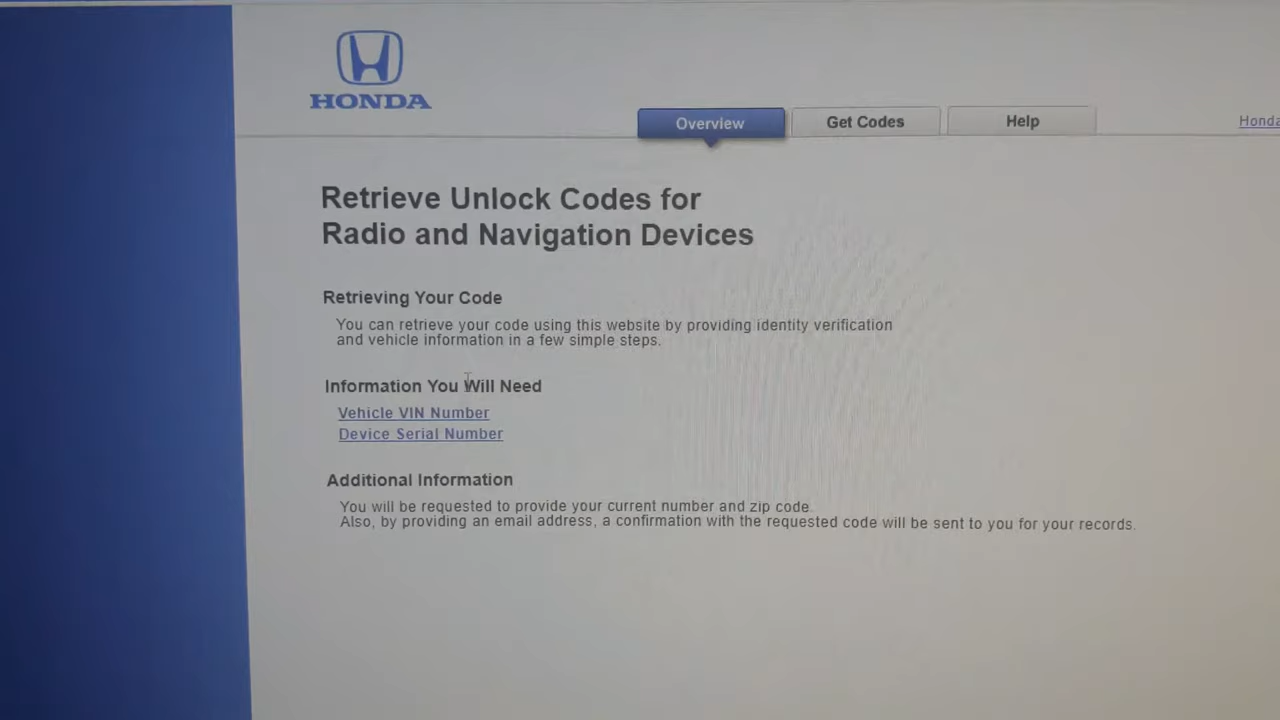 HONDA
Overview
Get Codes
Help
Honda
Retrieve Unlock Codes for
Radio and Navigation Devices
Retrieving Your Code
You can retrieve your code using this website by providing identity verification
and vehicle information in a few simple steps.
Information You Will Need
Vehicle VIN Number
Device Serial Number
Additional Information
You will be requested to provide your current number and zip code.
Also, by providing an email address, a confirmation with the requested code will be sent to you for your records.